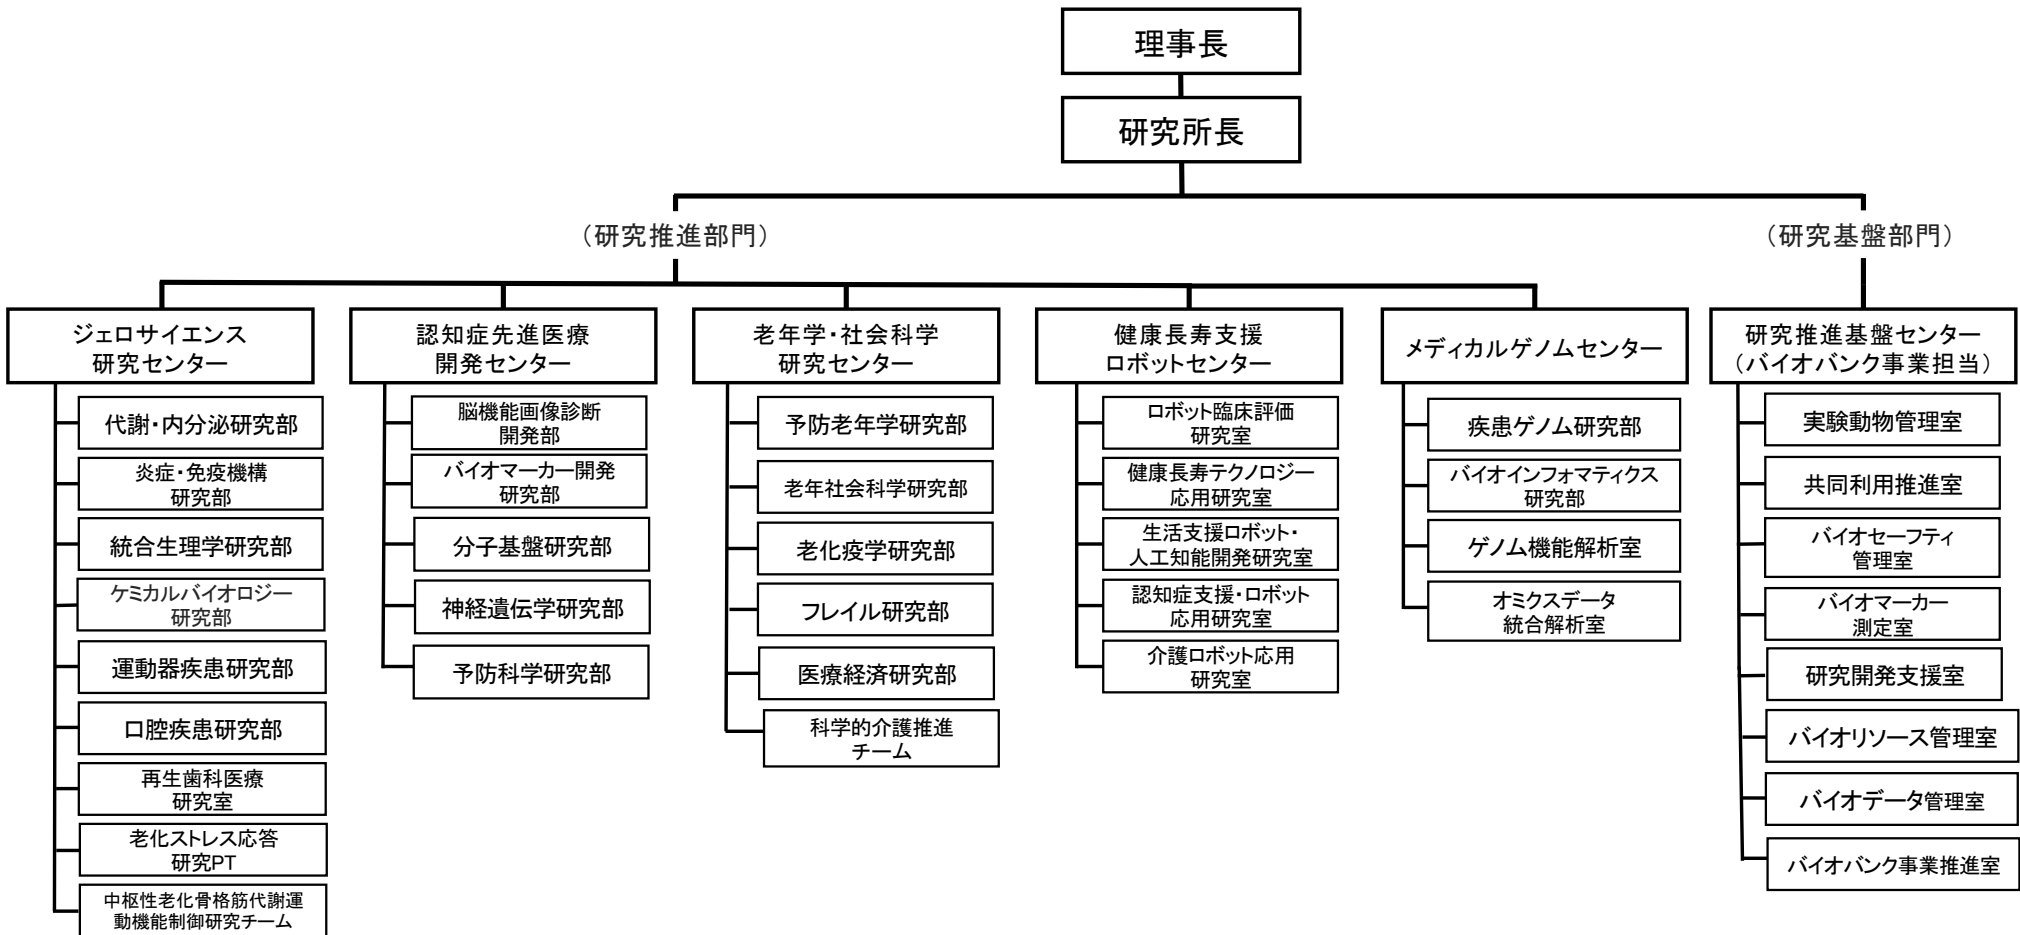 理事長
研究所長
（研究推進部門）
（研究基盤部門）
ジェロサイエンス
研究センター
代謝・内分泌研究部
炎症・免疫機構
研究部
統合生理学研究部
ケミカルバイオロジー
研究部
運動器疾患研究部
口腔疾患研究部
再生歯科医療
研究室
老化ストレス応答
研究PT
中枢性老化骨格筋代謝運
動機能制御研究チーム
認知症先進医療
開発センター
脳機能画像診断
開発部
バイオマーカー開発
研究部
分子基盤研究部
神経遺伝学研究部
予防科学研究部
老年学・社会科学
研究センター
予防老年学研究部
老年社会科学研究部
老化疫学研究部
フレイル研究部
医療経済研究部
科学的介護推進
チーム
健康長寿支援
ロボットセンター
ロボット臨床評価
研究室
健康長寿テクノロジー
応用研究室
生活支援ロボット・
人工知能開発研究室
認知症支援・ロボット
応用研究室
介護ロボット応用
研究室
メディカルゲノムセンター
疾患ゲノム研究部
バイオインフォマティクス
研究部
ゲノム機能解析室
オミクスデータ
統合解析室
研究推進基盤センター
（バイオバンク事業担当）
実験動物管理室
共同利用推進室
バイオセーフティ
管理室
バイオマーカー
測定室
研究開発支援室
バイオリソース管理室
バイオデータ管理室
バイオバンク事業推進室